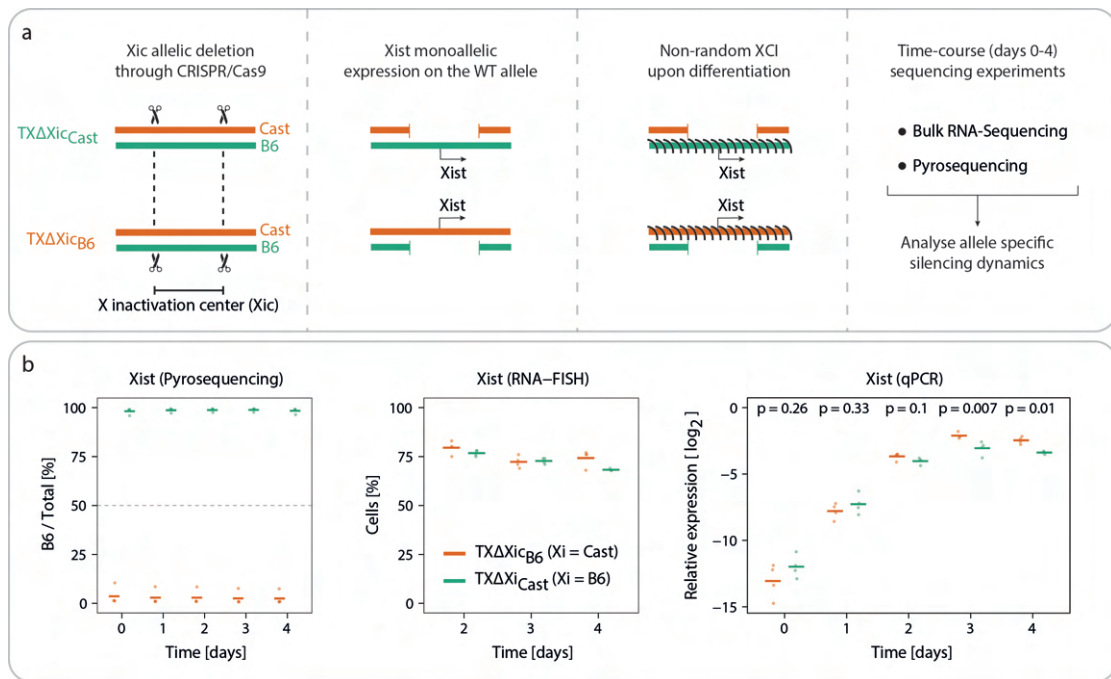 a
Xic allelic deletion
through CRISPR/Cas9
Xist monoallelic
expression on the WT allele
Non-random XCI
upon differentiation
Time-course (days 0-4)
sequencing experiments
TXΔXicCast
Cast
B6
Xist
Xist
• Bulk RNA-Sequencing
• Pyrosequencing
TXΔXicB6
Cast
B6
Xist
Xist
Analyse allele specific
silencing dynamics
X inactivation center (Xic)
b
Xist (Pyrosequencing)
B6 / Total [%]
100
75
50
25
0
0 1 2 3 4
Time [days]
Xist (RNA–FISH)
Cells [%]
100
75
50
25
0
TXΔXicB6 (Xi = Cast)
TXΔXiCast (Xi = B6)
2 3 4
Time [days]
Xist (qPCR)
Relative expression [log2]
p = 0.26 p = 0.33 p = 0.1 p = 0.007 p = 0.01
0
−5
−10
−15
0 1 2 3 4
Time [days]